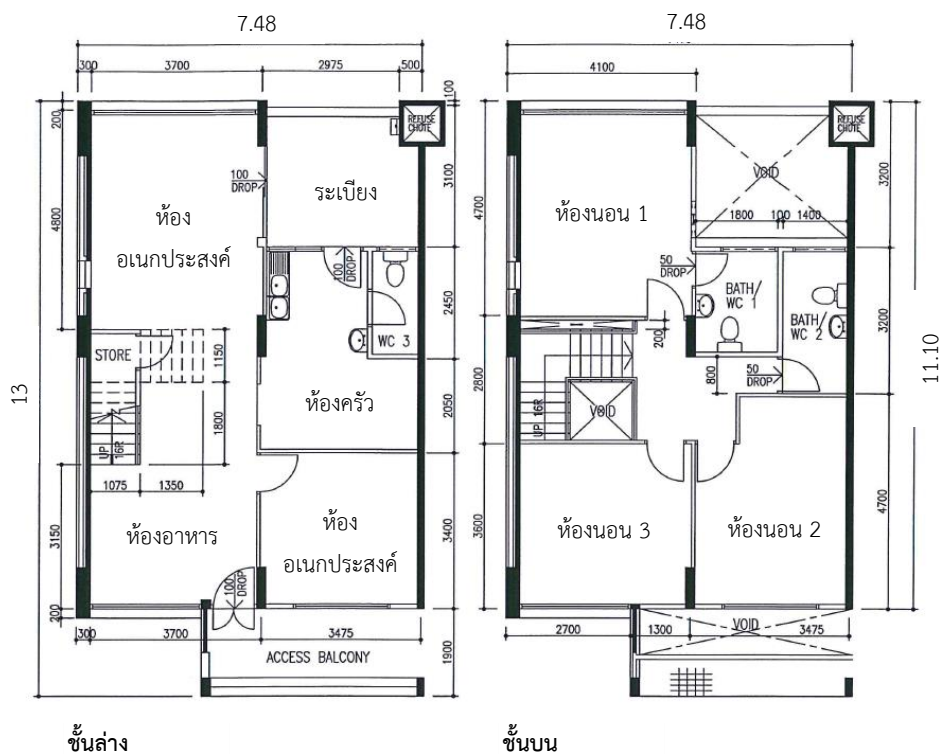 7.48
300 3700 2975 500
100
200
REFUSE
CHUTE
100
DROP
ระเบียง
3100
ห้อง
อเนกประสงค์
4800
100
DROP
2450
WC 3
STORE
1150
13
ห้องครัว
2050
1800
UP
16R
1075 1350
ห้องอาหาร
ห้อง
อเนกประสงค์
3150
3400
100
DROP
200
300 3700 3475
ACCESS BALCONY
1900
ชั้นล่าง
7.48
4100
REFUSE
CHUTE
VOID
3200
ห้องนอน 1
4700
1800 100 1400
50
DROP
BATH/
WC 1
BATH/
WC 2
3200
200
2800
800
50
DROP
11.10
UP
16R
VOID
ห้องนอน 3
ห้องนอน 2
3600
4700
VOID
2700 1300 3475
ชั้นบน